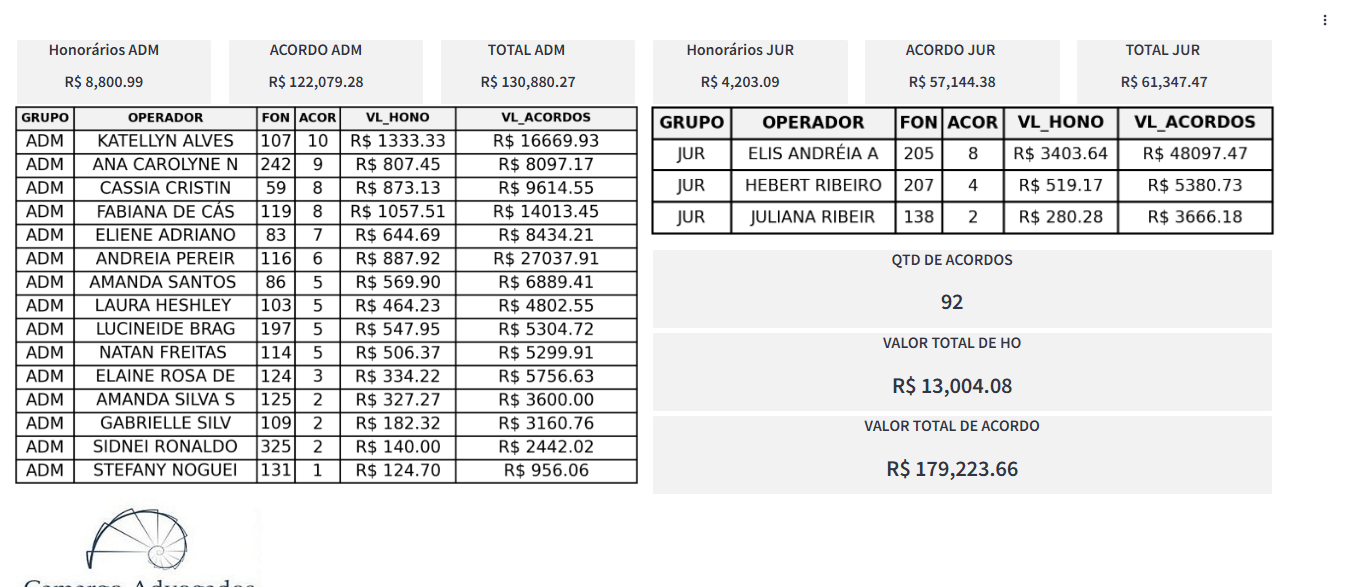 Honorários ADM
R$ 8,800.99
ACORDO ADM
R$ 122,079.28
TOTAL ADM
R$ 130,880.27
Honorários JUR
R$ 4,203.09
ACORDO JUR
R$ 57,144.38
TOTAL JUR
R$ 61,347.47
GRUPO OPERADOR FON ACOR VL_HONO VL_ACORDOS
ADM KATELLYN ALVES 107 10 R$ 1333.33 R$ 16669.93
ADM ANA CAROLYNE N 242 9 R$ 807.45 R$ 8097.17
ADM CASSIA CRISTIN 59 8 R$ 873.13 R$ 9614.55
ADM FABIANA DE CÁS 119 8 R$ 1057.51 R$ 14013.45
ADM ELIENE ADRIANO 83 7 R$ 644.69 R$ 8434.21
ADM ANDREIA PEREIR 116 6 R$ 887.92 R$ 27037.91
ADM AMANDA SANTOS 86 5 R$ 569.90 R$ 6889.41
ADM LAURA HESHLEY 103 5 R$ 464.23 R$ 4802.55
ADM LUCINEIDE BRAG 197 5 R$ 547.95 R$ 5304.72
ADM NATAN FREITAS 114 5 R$ 506.37 R$ 5299.91
ADM ELAINE ROSA DE 124 3 R$ 334.22 R$ 5756.63
ADM AMANDA SILVA S 125 2 R$ 327.27 R$ 3600.00
ADM GABRIELLE SILV 109 2 R$ 182.32 R$ 3160.76
ADM SIDNEI RONALDO 325 2 R$ 140.00 R$ 2442.02
ADM STEFANY NOGUEI 131 1 R$ 124.70 R$ 956.06
GRUPO OPERADOR FON ACOR VL_HONO VL_ACORDOS
JUR ELIS ANDRÉIA A 205 8 R$ 3403.64 R$ 48097.47
JUR HEBERT RIBEIRO 207 4 R$ 519.17 R$ 5380.73
JUR JULIANA RIBEIR 138 2 R$ 280.28 R$ 3666.18
QTD DE ACORDOS
92
VALOR TOTAL DE HO
R$ 13,004.08
VALOR TOTAL DE ACORDO
R$ 179,223.66
Camargo Advogados